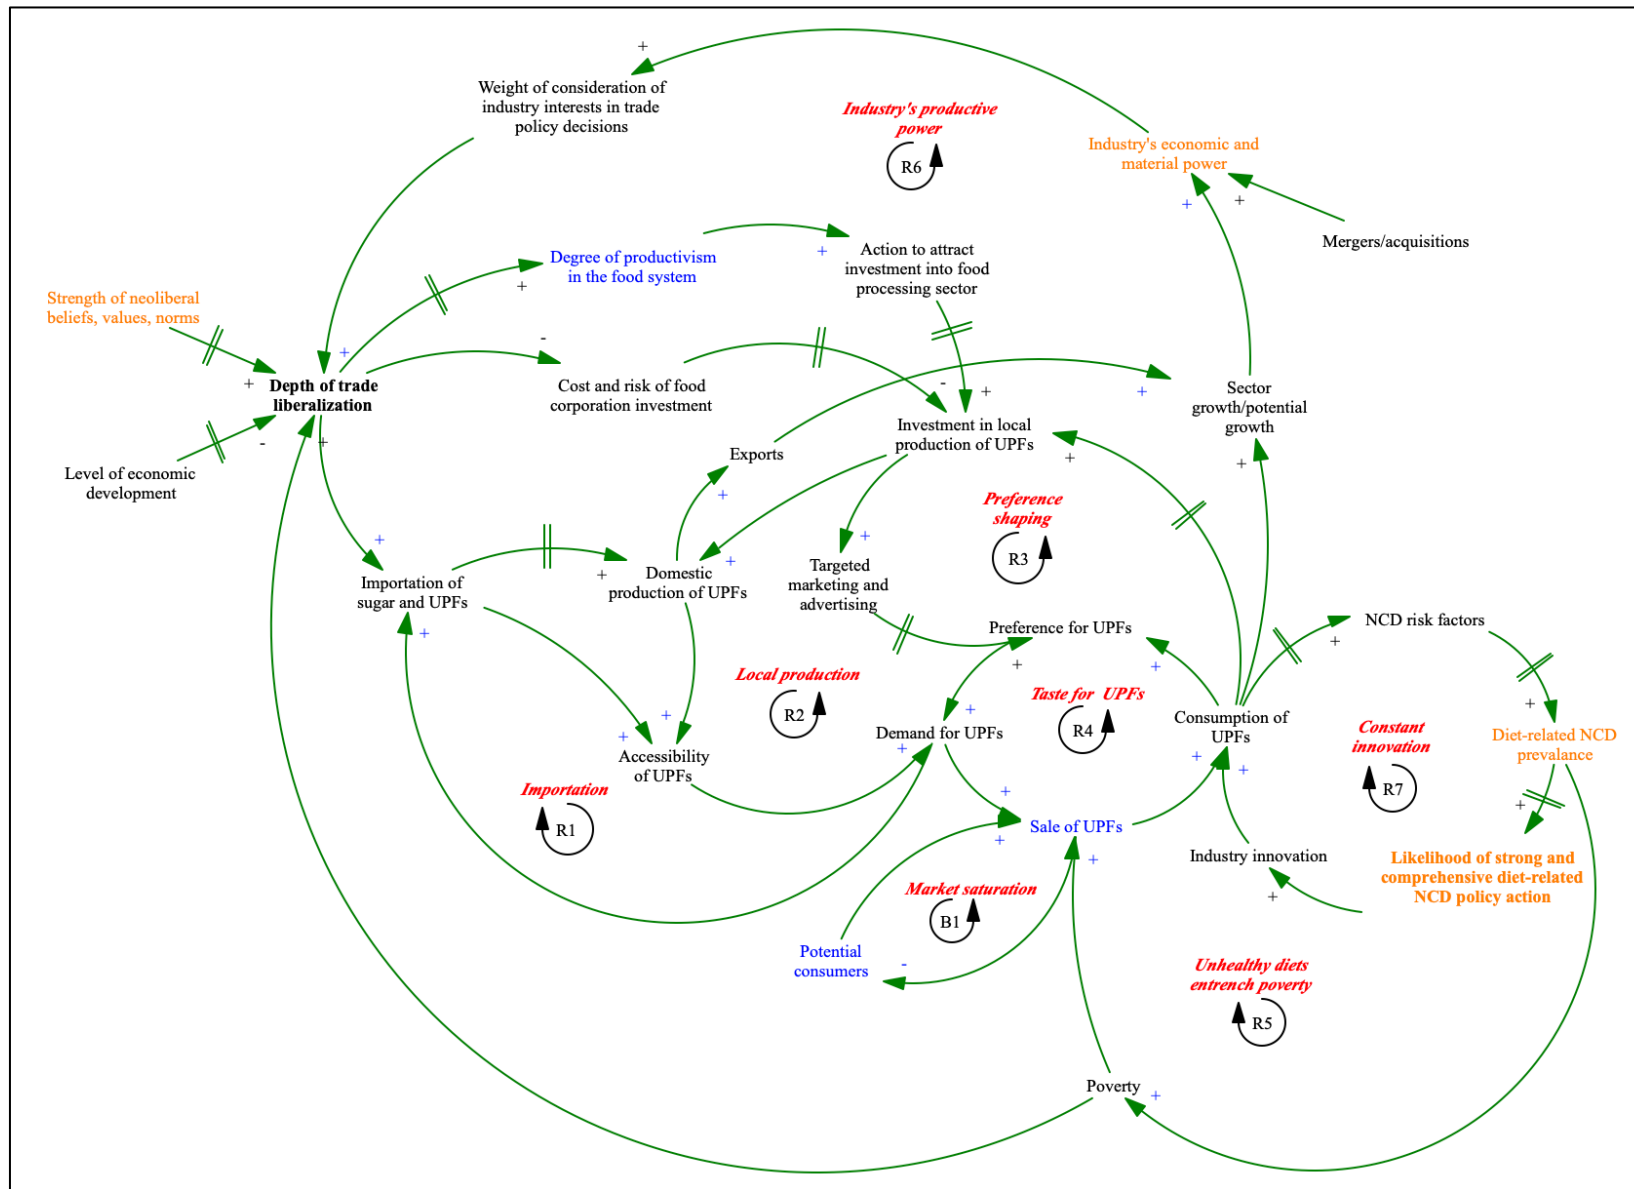 +
Weight of consideration of
industry interests in trade
policy decisions
Industry's productive
power
R6
Industry's economic and
material power
+
+
Mergers/acquisitions
Degree of productivism
in the food system
+
+
Action to attract
investment into food
processing sector
Strength of neoliberal
beliefs, values, norms
+
+
-
Depth of trade
liberalization
-
+
Level of economic
development
Cost and risk of food
corporation investment
-
+
Investment in local
production of UPFs
+
+
Sector
growth/potential
growth
+
Exports
+
Preference
shaping
R3
+
+
+
Importation of
sugar and UPFs
+
+
Domestic
production of UPFs
Targeted
marketing and
advertising
Preference for UPFs
+
+
NCD risk factors
+
+
Local production
R2
Taste for UPFs
R4
+
Consumption of
UPFs
Constant
innovation
R7
Diet-related NCD
prevalance
+
+
Accessibility
of UPFs
Demand for UPFs
+
+
+
+
Importation
R1
Sale of UPFs
+
+
+
Industry innovation
+
Likelihood of strong and
comprehensive diet-related
NCD policy action
Market saturation
B1
Potential
consumers
-
Unhealthy diets
entrench poverty
R5
Poverty
+